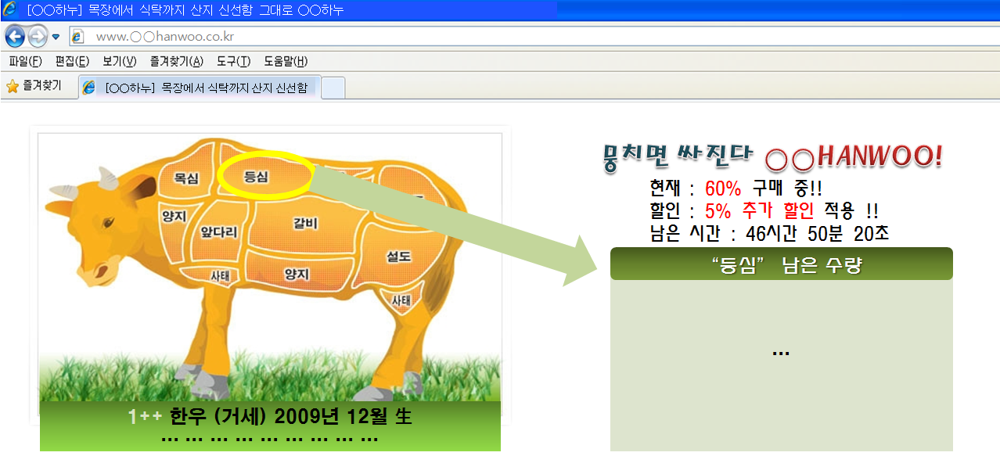 [○○하누] 목장에서 식탁까지 산지 신선함 그대로 ○○하누
www.○○hanwoo.co.kr
파일(F) 편집(E) 보기(V) 즐겨찾기(A) 도구(T) 도움말(H)
즐겨찾기 [○○하누] 목장에서 식탁까지 산지 신선함
목심
등심
양지
앞다리
갈비
설도
사태
양지
사태
1++ 한우 (거세) 2009년 12월 生
... ... ... ... ... ... ... ... ...
뭉치면 싸진다 ○○HANWOO!
현재 : 60% 구매 중!!
할인 : 5% 추가 할인 적용 !!
남은 시간 : 46시간 50분 20초
“등심” 남은 수량
...